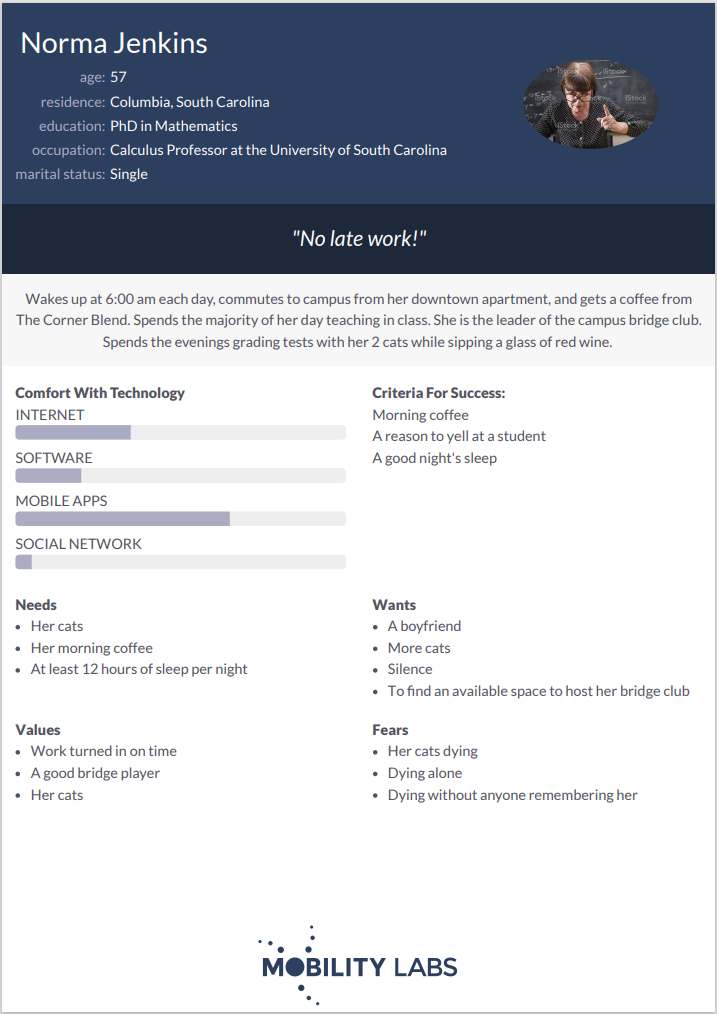 Norma Jenkins
age: 57
residence: Columbia, South Carolina
education: PhD in Mathematics
occupation: Calculus Professor at the University of South Carolina
marital status: Single
iStock
iStock
iStock
iStock
"No late work!"
Wakes up at 6:00 am each day, commutes to campus from her downtown apartment, and gets a coffee from
The Corner Blend. Spends the majority of her day teaching in class. She is the leader of the campus bridge club.
Spends the evenings grading tests with her 2 cats while sipping a glass of red wine.
Comfort With Technology
INTERNET
SOFTWARE
MOBILE APPS
SOCIAL NETWORK
Criteria For Success:
Morning coffee
A reason to yell at a student
A good night's sleep
Needs
• Her cats
• Her morning coffee
• At least 12 hours of sleep per night
Wants
• A boyfriend
• More cats
• Silence
• To find an available space to host her bridge club
Values
• Work turned in on time
• A good bridge player
• Her cats
Fears
• Her cats dying
• Dying alone
• Dying without anyone remembering her
MOBILITY LABS